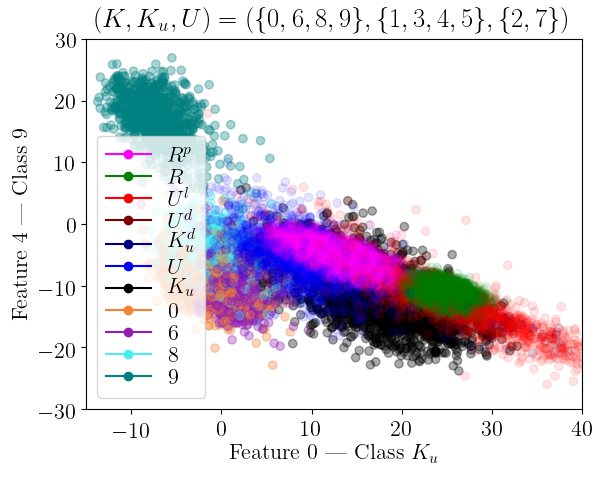 (K, K_u, U) = ({0, 6, 8, 9}, {1, 3, 4, 5}, {2, 7})
30
20
10
0
−10
−20
−30
Feature 4 — Class 9
R^p
R
U^l
U^d
K_u^d
U
K_u
0
6
8
9
−10
0
10
20
30
40
Feature 0 — Class K_u